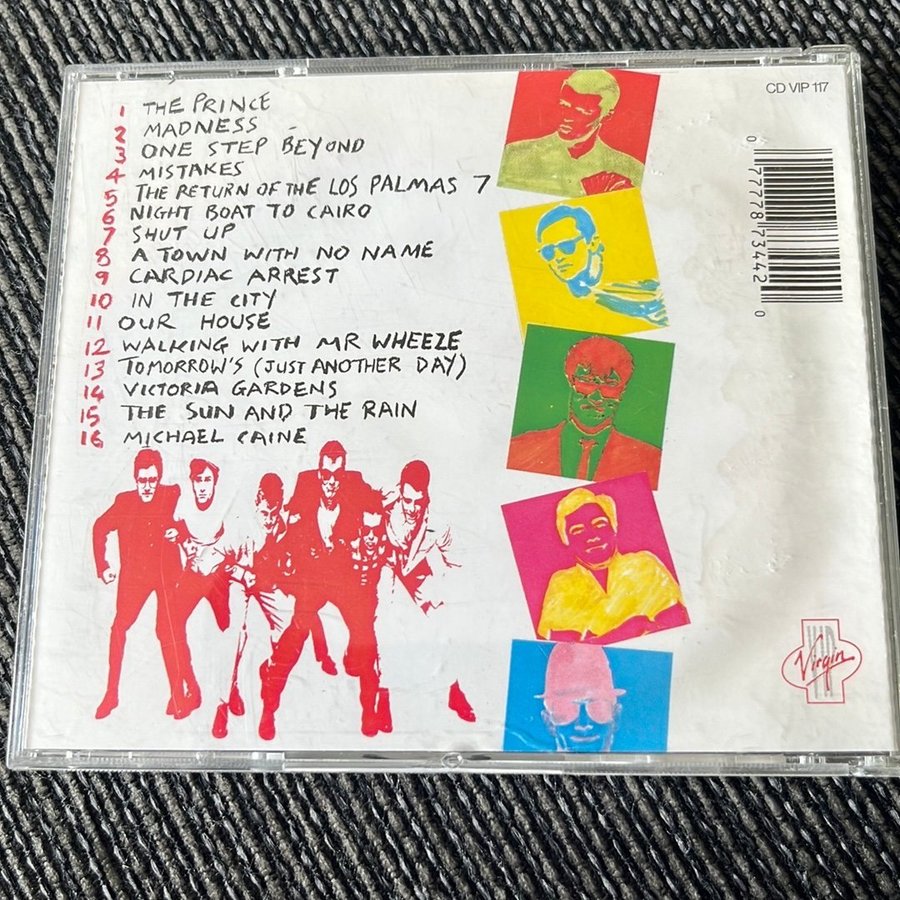 CD VIP 117
1 THE PRINCE
2 MADNESS
3 ONE STEP BEYOND
4 MISTAKES
5 THE RETURN OF THE LOS PALMAS 7
6 NIGHT BOAT TO CAIRO
7 SHUT UP
8 A TOWN WITH NO NAME
9 CARDIAC ARREST
10 IN THE CITY
11 OUR HOUSE
12 WALKING WITH MR WHEEZE
13 TOMORROW'S (JUST ANOTHER DAY)
14 VICTORIA GARDENS
15 THE SUN AND THE RAIN
16 MICHAEL CAINE
0 77778 73442 0
VIP
Virgin